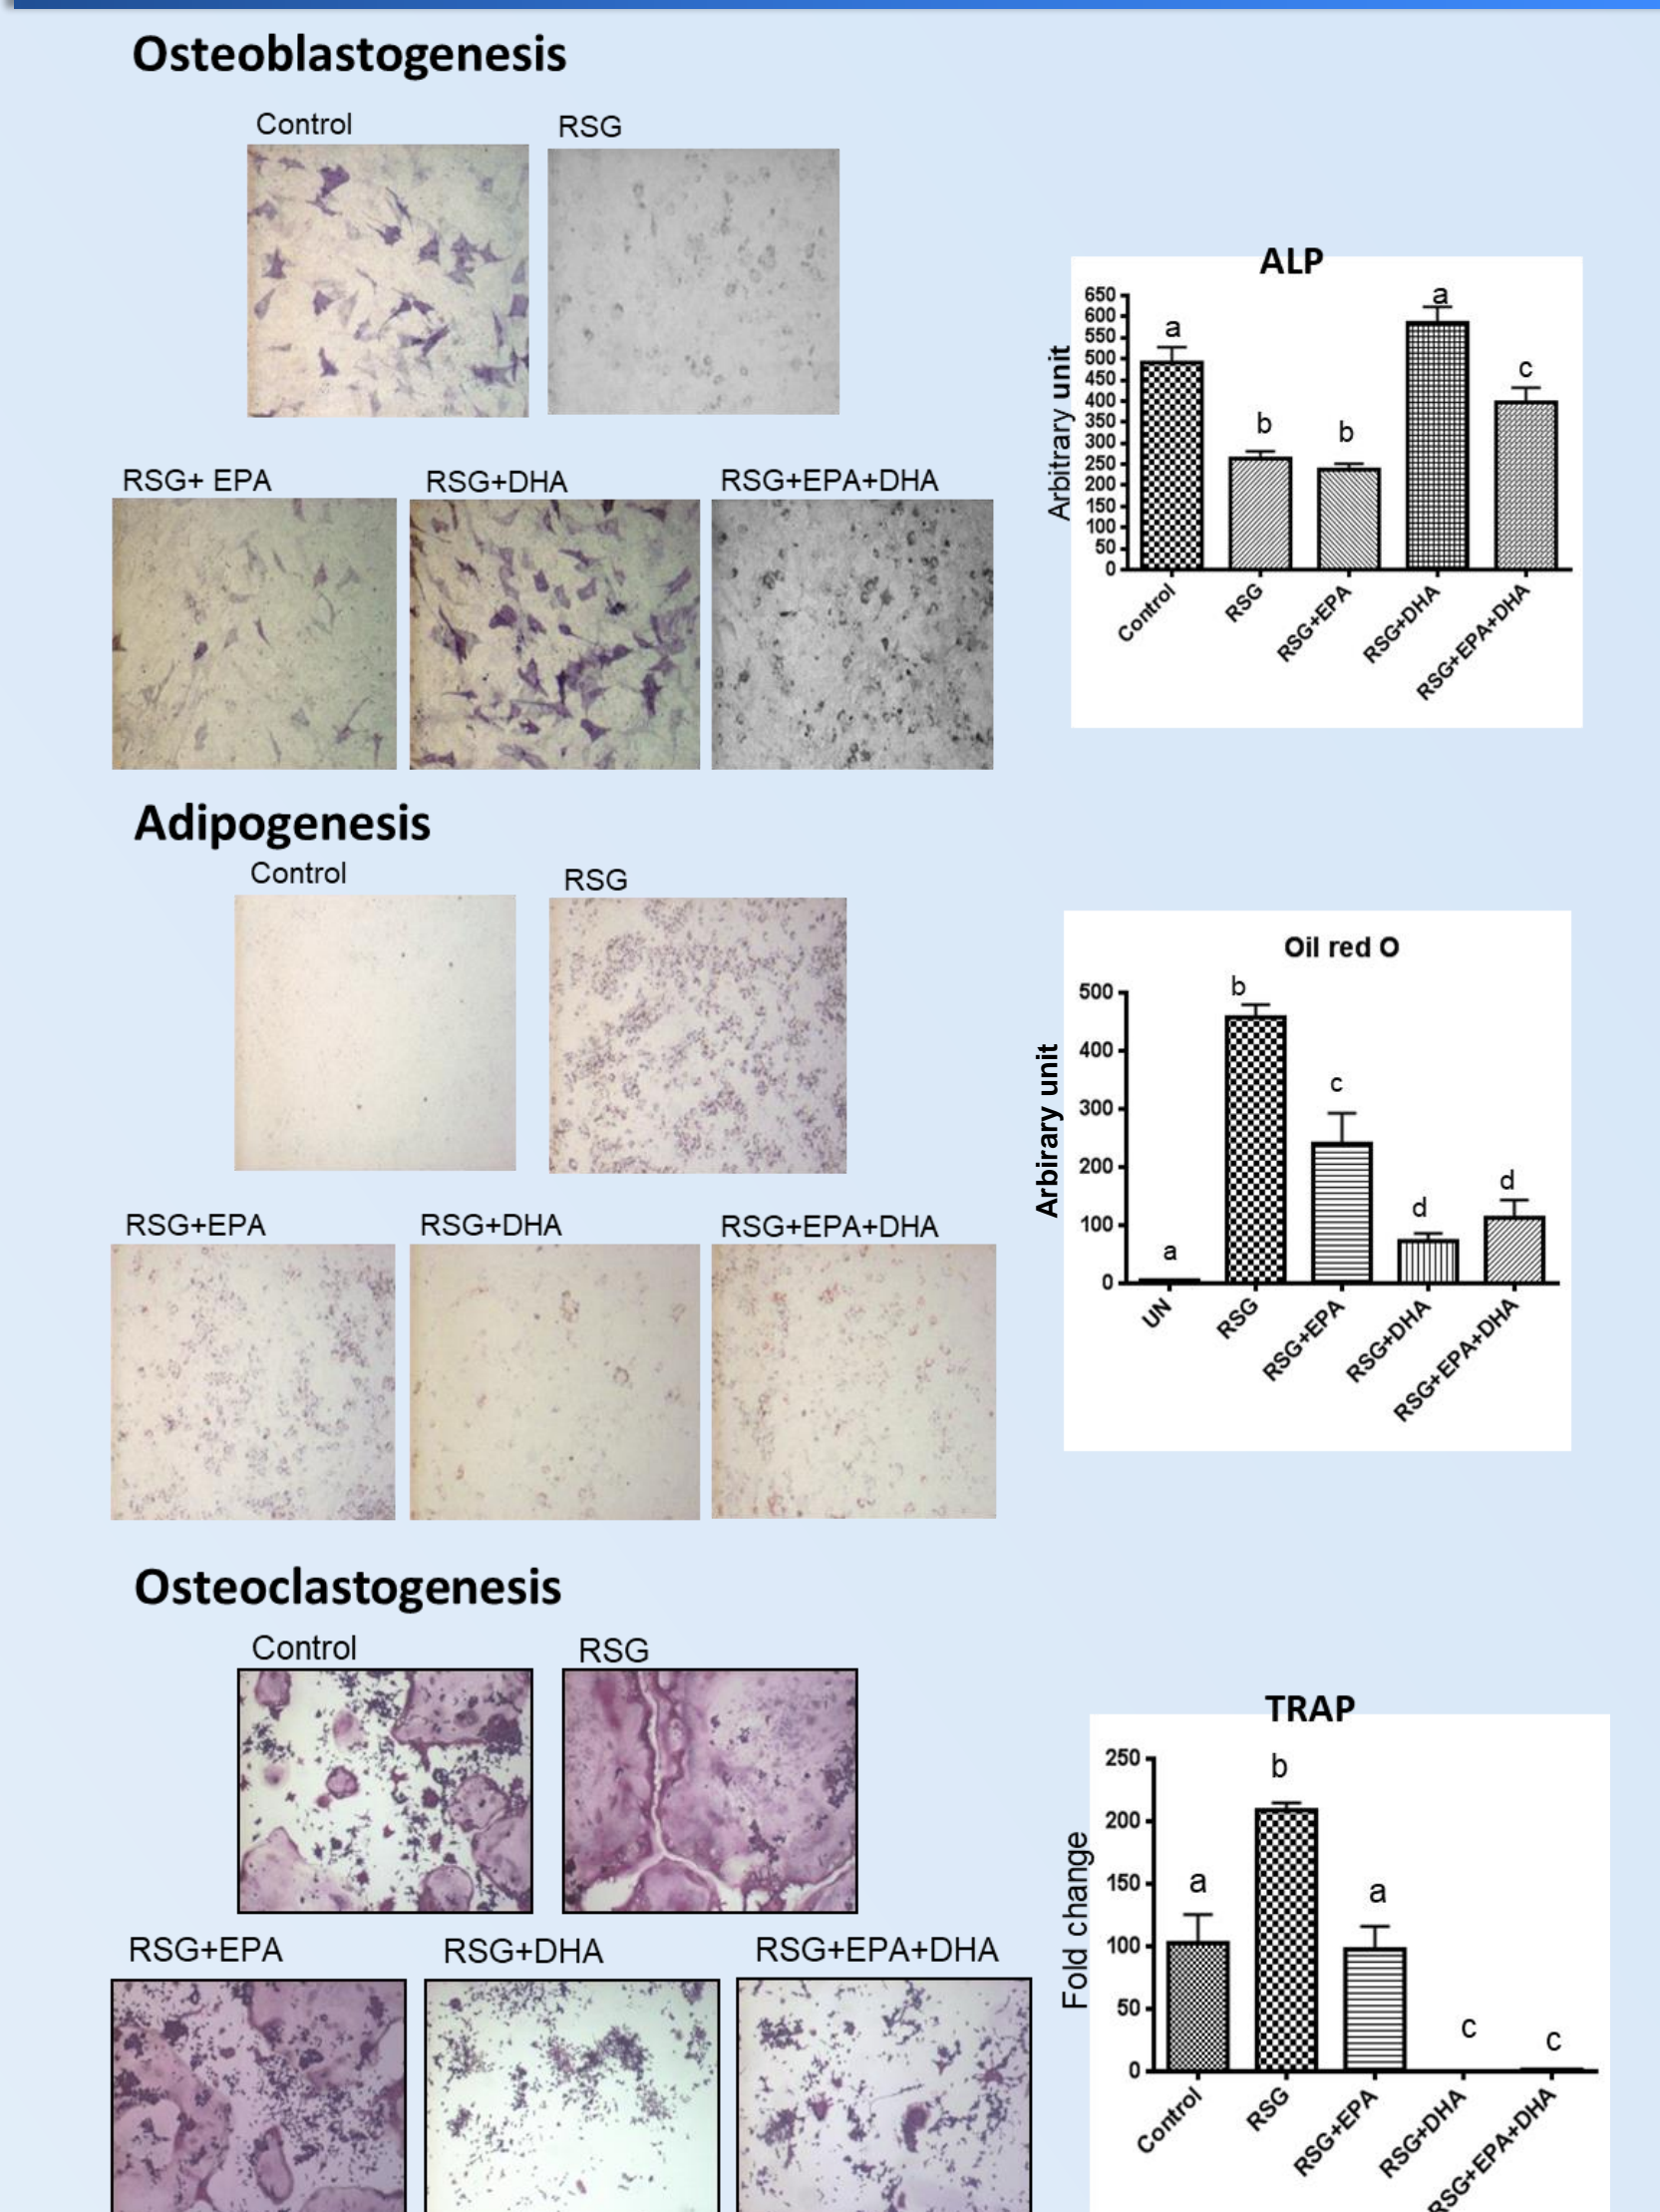 Osteoblastogenesis
Control
RSG
RSG+ EPA
RSG+DHA
RSG+EPA+DHA
ALP
Arbitrary unit
650
600
550
500
450
400
350
300
250
200
150
100
50
0
a
b
b
a
c
Control
RSG
RSG+EPA
RSG+DHA
RSG+EPA+DHA
Adipogenesis
Control
RSG
RSG+EPA
RSG+DHA
RSG+EPA+DHA
Oil red O
Arbirary unit
500
400
300
200
100
0
a
b
c
d
d
UN
RSG
RSG+EPA
RSG+DHA
RSG+EPA+DHA
Osteoclastogenesis
Control
RSG
RSG+EPA
RSG+DHA
RSG+EPA+DHA
TRAP
Fold change
250
200
150
100
50
0
a
b
a
c
c
Control
RSG
RSG+EPA
RSG+DHA
RSG+EPA+DHA